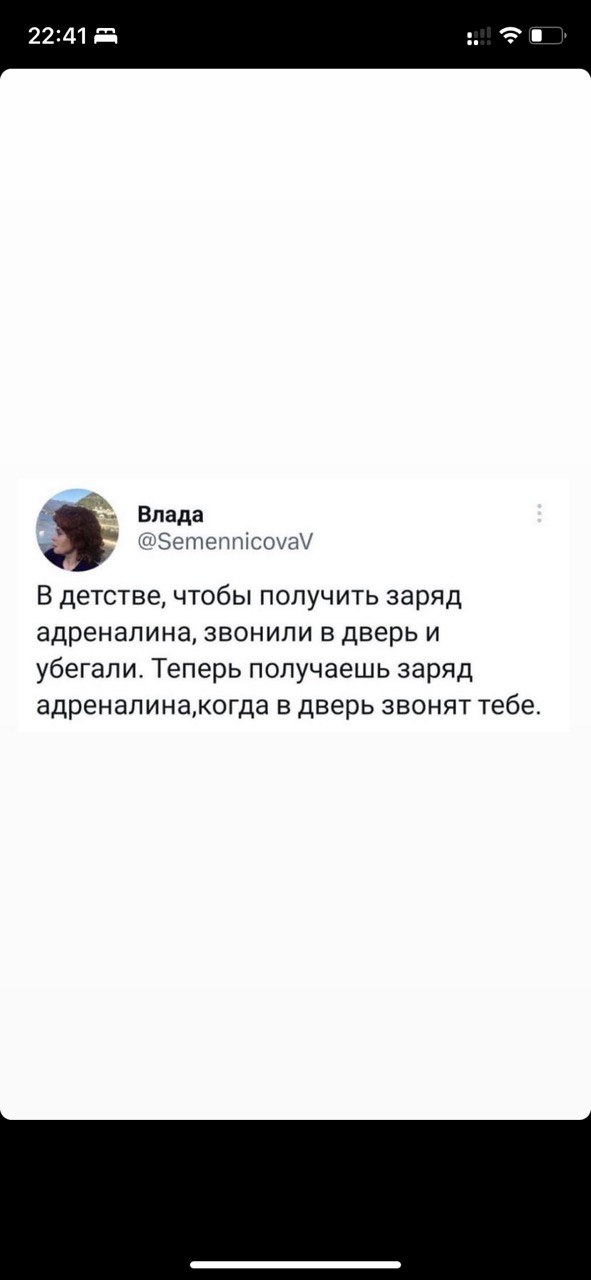 22:41
Влада
@SemennicovaV
В детстве, чтобы получить заряд
адреналина, звонили в дверь и
убегали. Теперь получаешь заряд
адреналина,когда в дверь звонят тебе.